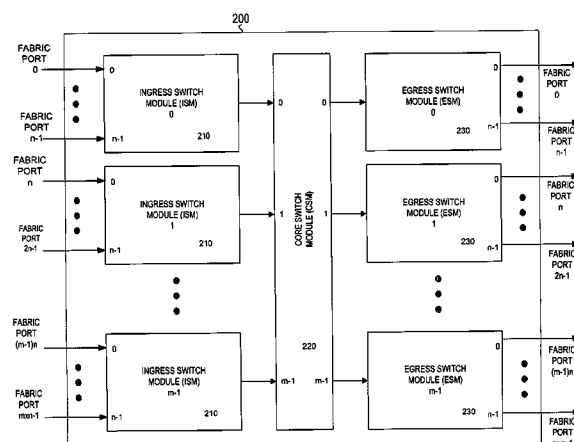 200
FABRIC
PORT
0
0
FABRIC
PORT
n-1
n-1
INGRESS SWITCH
MODULE (ISM)
0
210
FABRIC
PORT
n
0
FABRIC
PORT
2n-1
n-1
INGRESS SWITCH
MODULE (ISM)
1
210
FABRIC
PORT
(m-1)n
0
FABRIC
PORT
mxn-1
n-1
INGRESS SWITCH
MODULE (ISM)
m-1
210
0
0
1
1
CORE SWITCH
MODULE (CSM)
220
m-1
m-1
EGRESS SWITCH
MODULE (ESM)
0
230
0
n-1
FABRIC
PORT
0
FABRIC
PORT
n-1
EGRESS SWITCH
MODULE (ESM)
1
230
0
n-1
FABRIC
PORT
n
FABRIC
PORT
2n-1
EGRESS SWITCH
MODULE (ESM)
m-1
230
0
n-1
FABRIC
PORT
(m-1)n
FABRIC
PORT